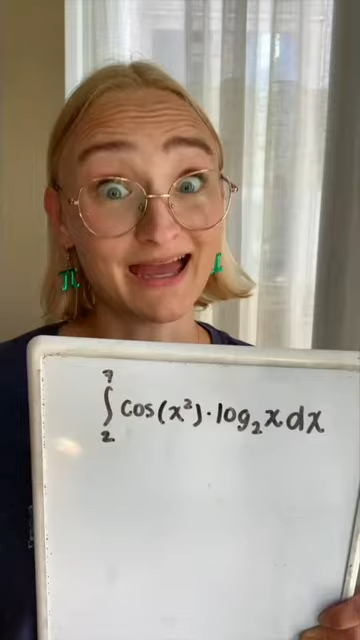 π
∫₂⁷ cos(x²)·log₂x dx